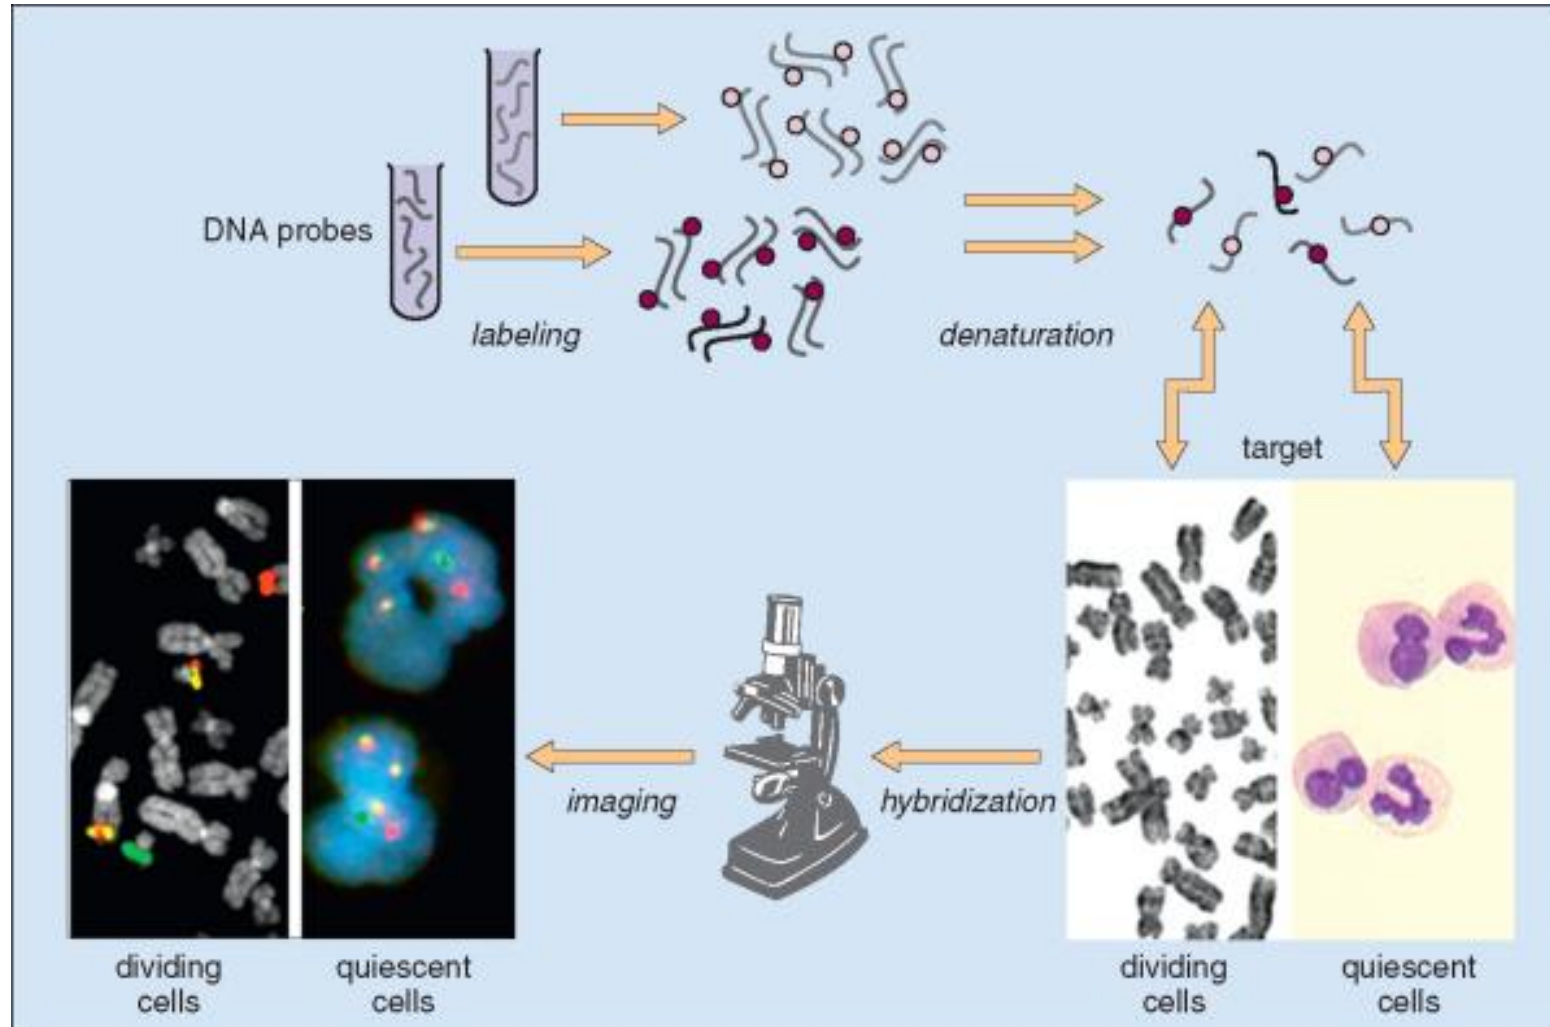 DNA probes
labeling
denaturation
target
imaging
hybridization
dividing
cells
quiescent
cells
dividing
cells
quiescent
cells